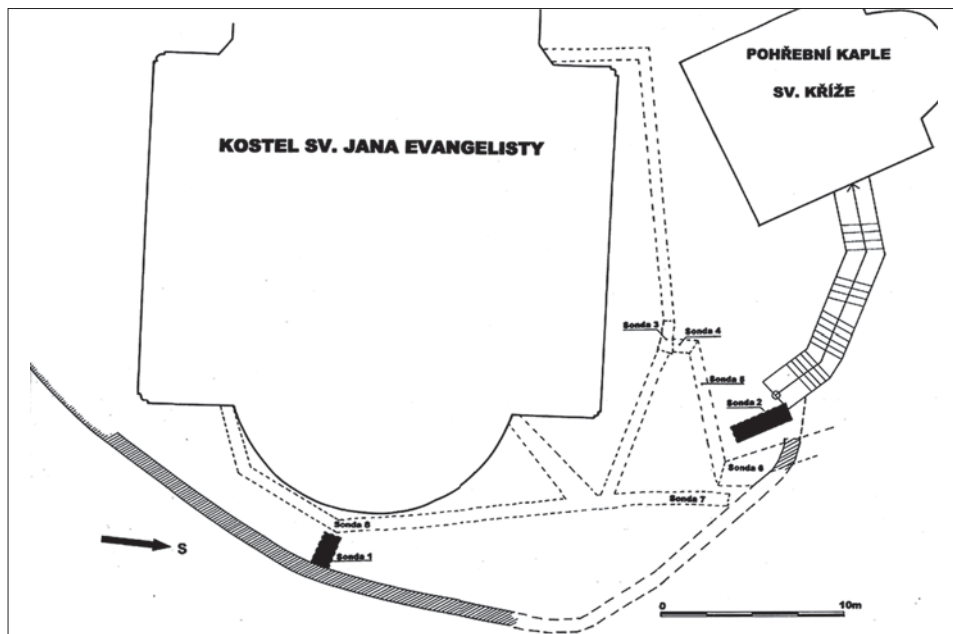 POHŘEBNÍ KAPLE
SV. KŘÍŽE
KOSTEL SV. JANA EVANGELISTY
Sonda 3
Sonda 4
Sonda 5
Sonda 2
Sonda 6
Sonda 7
Sonda 8
Sonda 1
S
0
10m